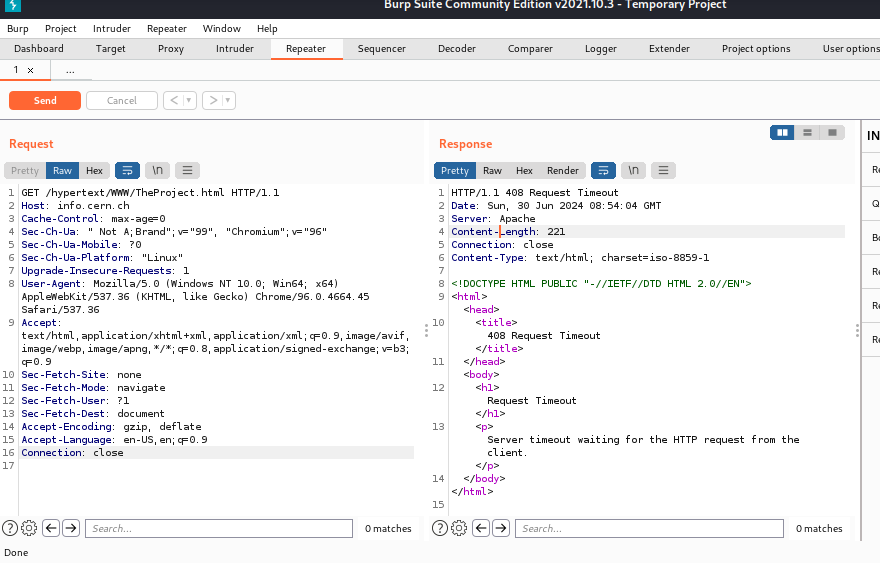 Burp Suite Community Edition v2021.10.3 - Temporary Project
Burp Project Intruder Repeater Window Help
Dashboard Target Proxy Intruder Repeater Sequencer Decoder Comparer Logger Extender Project options User options
1 × ...
Send Cancel < >
Request
Pretty Raw Hex \n
1 GET /hypertext/WWW/TheProject.html HTTP/1.1
2 Host: info.cern.ch
3 Cache-Control: max-age=0
4 Sec-Ch-Ua: " Not A;Brand";v="99", "Chromium";v="96"
5 Sec-Ch-Ua-Mobile: ?0
6 Sec-Ch-Ua-Platform: "Linux"
7 Upgrade-Insecure-Requests: 1
8 User-Agent: Mozilla/5.0 (Windows NT 10.0; Win64; x64)
AppleWebKit/537.36 (KHTML, like Gecko) Chrome/96.0.4664.45
Safari/537.36
9 Accept:
text/html,application/xhtml+xml,application/xml;q=0.9,image/avif,
image/webp,image/apng,*/*;q=0.8,application/signed-exchange;v=b3;
q=0.9
10 Sec-Fetch-Site: none
11 Sec-Fetch-Mode: navigate
12 Sec-Fetch-User: ?1
13 Sec-Fetch-Dest: document
14 Accept-Encoding: gzip, deflate
15 Accept-Language: en-US,en;q=0.9
16 Connection: close
17
Search...
0 matches
Response
Pretty Raw Hex Render \n
1 HTTP/1.1 408 Request Timeout
2 Date: Sun, 30 Jun 2024 08:54:04 GMT
3 Server: Apache
4 Content-Length: 221
5 Connection: close
6 Content-Type: text/html; charset=iso-8859-1
7
8 <!DOCTYPE HTML PUBLIC "-//IETF//DTD HTML 2.0//EN">
9 <html>
<head>
10 <title>
408 Request Timeout
</title>
11 </head>
<body>
12 <h1>
Request Timeout
</h1>
13 <p>
Server timeout waiting for the HTTP request from the
client.
</p>
14 </body>
</html>
15
Search...
0 matches
IN
Re
Q
Re
Done